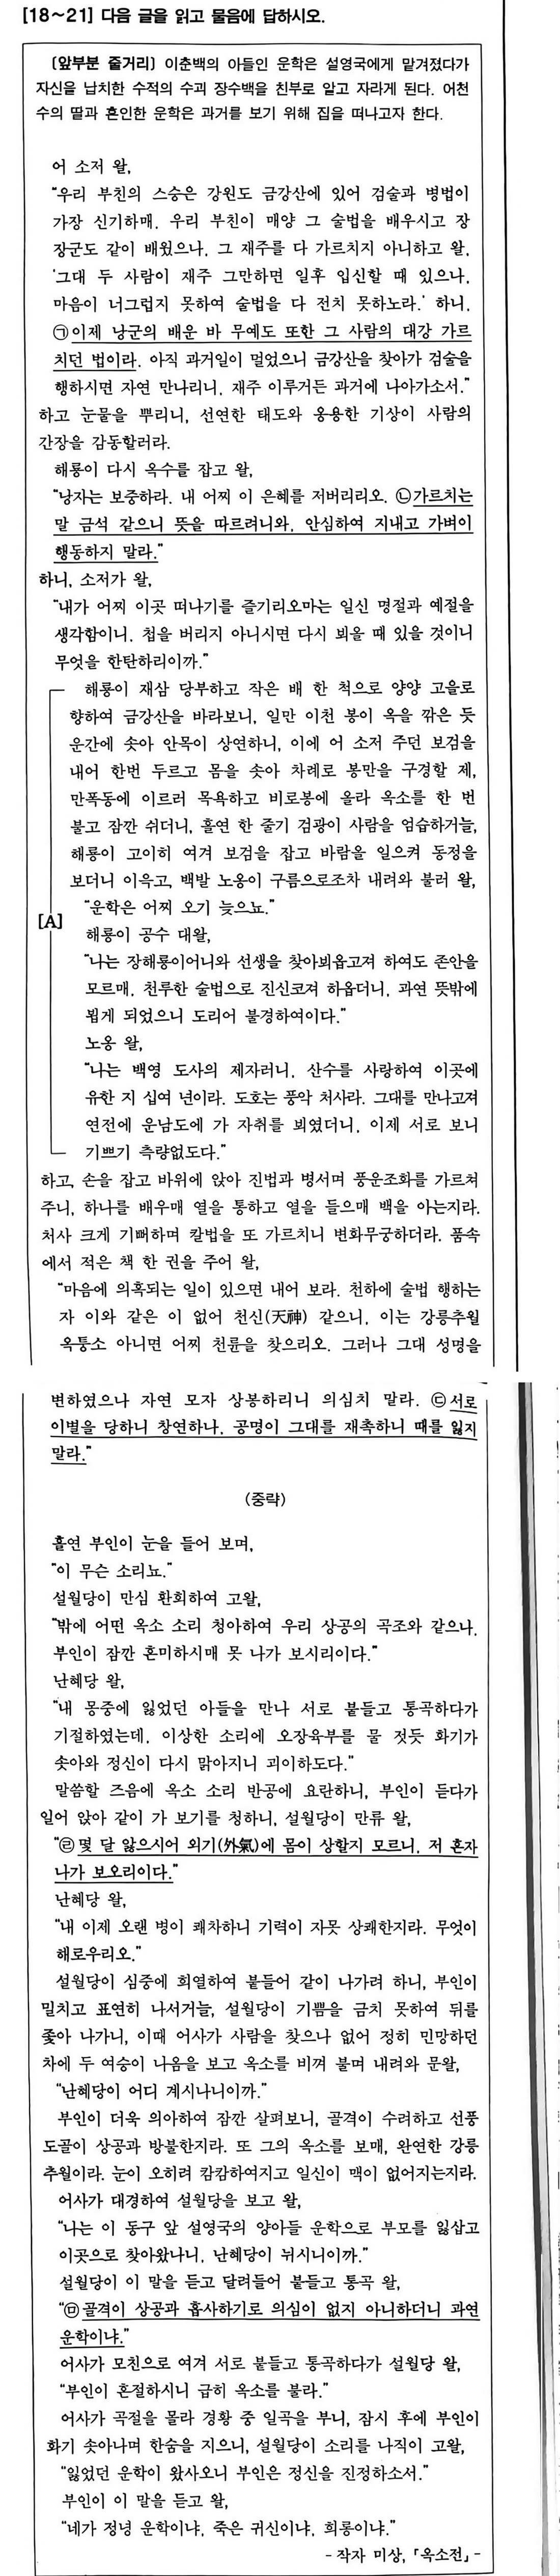 [18~21] 다음 글을 읽고 물음에 답하시오.
[앞부분 줄거리] 이춘백의 아들인 운학은 설영국에게 맡겨졌다가
자신을 납치한 수적의 수괴 장수백을 친부로 알고 자라게 된다. 어천
수의 딸과 혼인한 운학은 과거를 보기 위해 집을 떠나고자 한다.
어 소저 왈,
“우리 부친의 스승은 강원도 금강산에 있어 검술과 병법이
가장 신기하매, 우리 부친이 매양 그 술법을 배우시고 장
장군도 같이 배웠으나, 그 재주를 다 가르치지 아니하고 왈,
‘그대 두 사람이 재주 그만하면 일후 입신할 때 있으나,
마음이 너그럽지 못하여 술법을 다 전치 못하노라.’ 하니,
㉠이제 낭군의 배운 바 무예도 또한 그 사람의 대강 가르
치던 법이라. 아직 과거일이 멀었으니 금강산을 찾아가 검술을
행하시면 자연 만나리니, 재주 이루거든 과거에 나아가소서.”
하고 눈물을 뿌리니, 선연한 태도와 옹용한 기상이 사람의
간장을 감동할러라.
해룡이 다시 옥수를 잡고 왈,
“낭자는 보중하라. 내 어찌 이 은혜를 저버리리오. ㉡가르치는
말 금석 같으니 뜻을 따르려니와, 안심하여 지내고 가벼이
행동하지 말라.”
하니, 소저가 왈,
“내가 어찌 이곳 떠나기를 즐기리오마는 일신 명절과 예절을
생각함이니, 첩을 버리지 아니시면 다시 뵈올 때 있을 것이니
무엇을 한탄하리이까.”
해룡이 재삼 당부하고 작은 배 한 척으로 양양 고을로
향하여 금강산을 바라보니, 일만 이천 봉이 옥을 깎은 듯
운간에 솟아 안목이 상연하니, 이에 어 소저 주던 보검을
내어 한번 두르고 몸을 솟아 차례로 봉만을 구경할 제,
만폭동에 이르러 목욕하고 비로봉에 올라 옥소를 한 번
불고 잠깐 쉬더니, 홀연 한 줄기 검광이 사람을 엄습하거늘,
해룡이 고이히 여겨 보검을 잡고 바람을 일으켜 동정을
보더니 이윽고, 백발 노옹이 구름으로조차 내려와 불러 왈,
“운학은 어찌 오기 늦으뇨.”
[A]
해룡이 공수 대왈,
“나는 장해룡이어니와 선생을 찾아뵈옵고져 하여도 존안을
모르매, 천루한 술법으로 진신코져 하옵더니, 과연 뜻밖에
뵙게 되었으니 도리어 불경하여이다.”
노옹 왈,
“나는 백영 도사의 제자러니, 산수를 사랑하여 이곳에
유한 지 십여 년이라. 도호는 풍악 처사라. 그대를 만나고져
연전에 운남도에 가 자취를 뵈였더니, 이제 서로 보니
기쁘기 측량없도다.”
하고, 손을 잡고 바위에 앉아 진법과 병서며 풍운조화를 가르쳐
주니, 하나를 배우매 열을 통하고 열을 들으매 백을 아는지라.
처사 크게 기뻐하며 칼법을 또 가르치니 변화무궁하더라. 품속
에서 적은 책 한 권을 주어 왈,
“마음에 의혹되는 일이 있으면 내어 보라. 천하에 술법 행하는
자 이와 같은 이 없어 천신(天神) 같으니, 이는 강릉추월
옥통소 아니면 어찌 천륜을 찾으리오. 그러나 그대 성명을
변하였으나 자연 모자 상봉하리니 의심치 말라. ㉢서로
이별을 당하니 창연하나, 공명이 그대를 재촉하니 때를 잃지
말라.”
(중략)
홀연 부인이 눈을 들어 보며,
“이 무슨 소리뇨.”
설월당이 만심 환희하여 고왈,
“밖에 어떤 옥소 소리 청아하여 우리 상공의 곡조와 같으나,
부인이 잠깐 혼미하시매 못 나가 보시리이다.”
난혜당 왈,
“내 몽중에 잃었던 아들을 만나 서로 붙들고 통곡하다가
기절하였는데, 이상한 소리에 오장육부를 물 젓듯 화기가
솟아와 정신이 다시 맑아지니 괴이하도다.”
말씀할 즈음에 옥소 소리 반공에 요란하니, 부인이 듣다가
일어 앉아 같이 가 보기를 청하니, 설월당이 만류 왈,
“㉣몇 달 앓으시어 외기(外氣)에 몸이 상할지 모르니, 저 혼자
나가 보오리이다.”
난혜당 왈,
“내 이제 오랜 병이 쾌차하니 기력이 자못 상쾌한지라. 무엇이
해로우리오.”
설월당이 심중에 희열하여 붙들어 같이 나가려 하니, 부인이
밀치고 표연히 나서거늘, 설월당이 기쁨을 금치 못하여 뒤를
좇아 나가니, 이때 어사가 사람을 찾으나 없어 정히 민망하던
차에 두 여승이 나옴을 보고 옥소를 비껴 불며 내려와 문왈,
“난혜당이 어디 계시나니이까.”
부인이 더욱 의아하여 잠깐 살펴보니, 골격이 수려하고 선풍
도골이 상공과 방불한지라. 또 그의 옥소를 보매, 완연한 강릉
추월이라. 눈이 오히려 캄캄하여지고 일신이 맥이 없어지는지라.
어사가 대경하여 설월당을 보고 왈,
“나는 이 동구 앞 설영국의 양아들 운학으로 부모를 잃삽고
이곳으로 찾아왔나니, 난혜당이 뉘시니이까.”
설월당이 이 말을 듣고 달려들어 붙들고 통곡 왈,
“㉤골격이 상공과 흡사하기로 의심이 없지 아니하더니 과연
운학이냐.”
어사가 모친으로 여겨 서로 붙들고 통곡하다가 설월당 왈,
“부인이 혼절하시니 급히 옥소를 불라.”
어사가 곡절을 몰라 경황 중 일곡을 부니, 잠시 후에 부인이
화기 솟아나며 한숨을 지으니, 설월당이 소리를 나직이 고왈,
“잃었던 운학이 왔사오니 부인은 정신을 진정하소서.”
부인이 이 말을 듣고 왈,
“네가 정녕 운학이냐, 죽은 귀신이냐, 희롱이냐.”
- 작자 미상, 「옥소전」 -